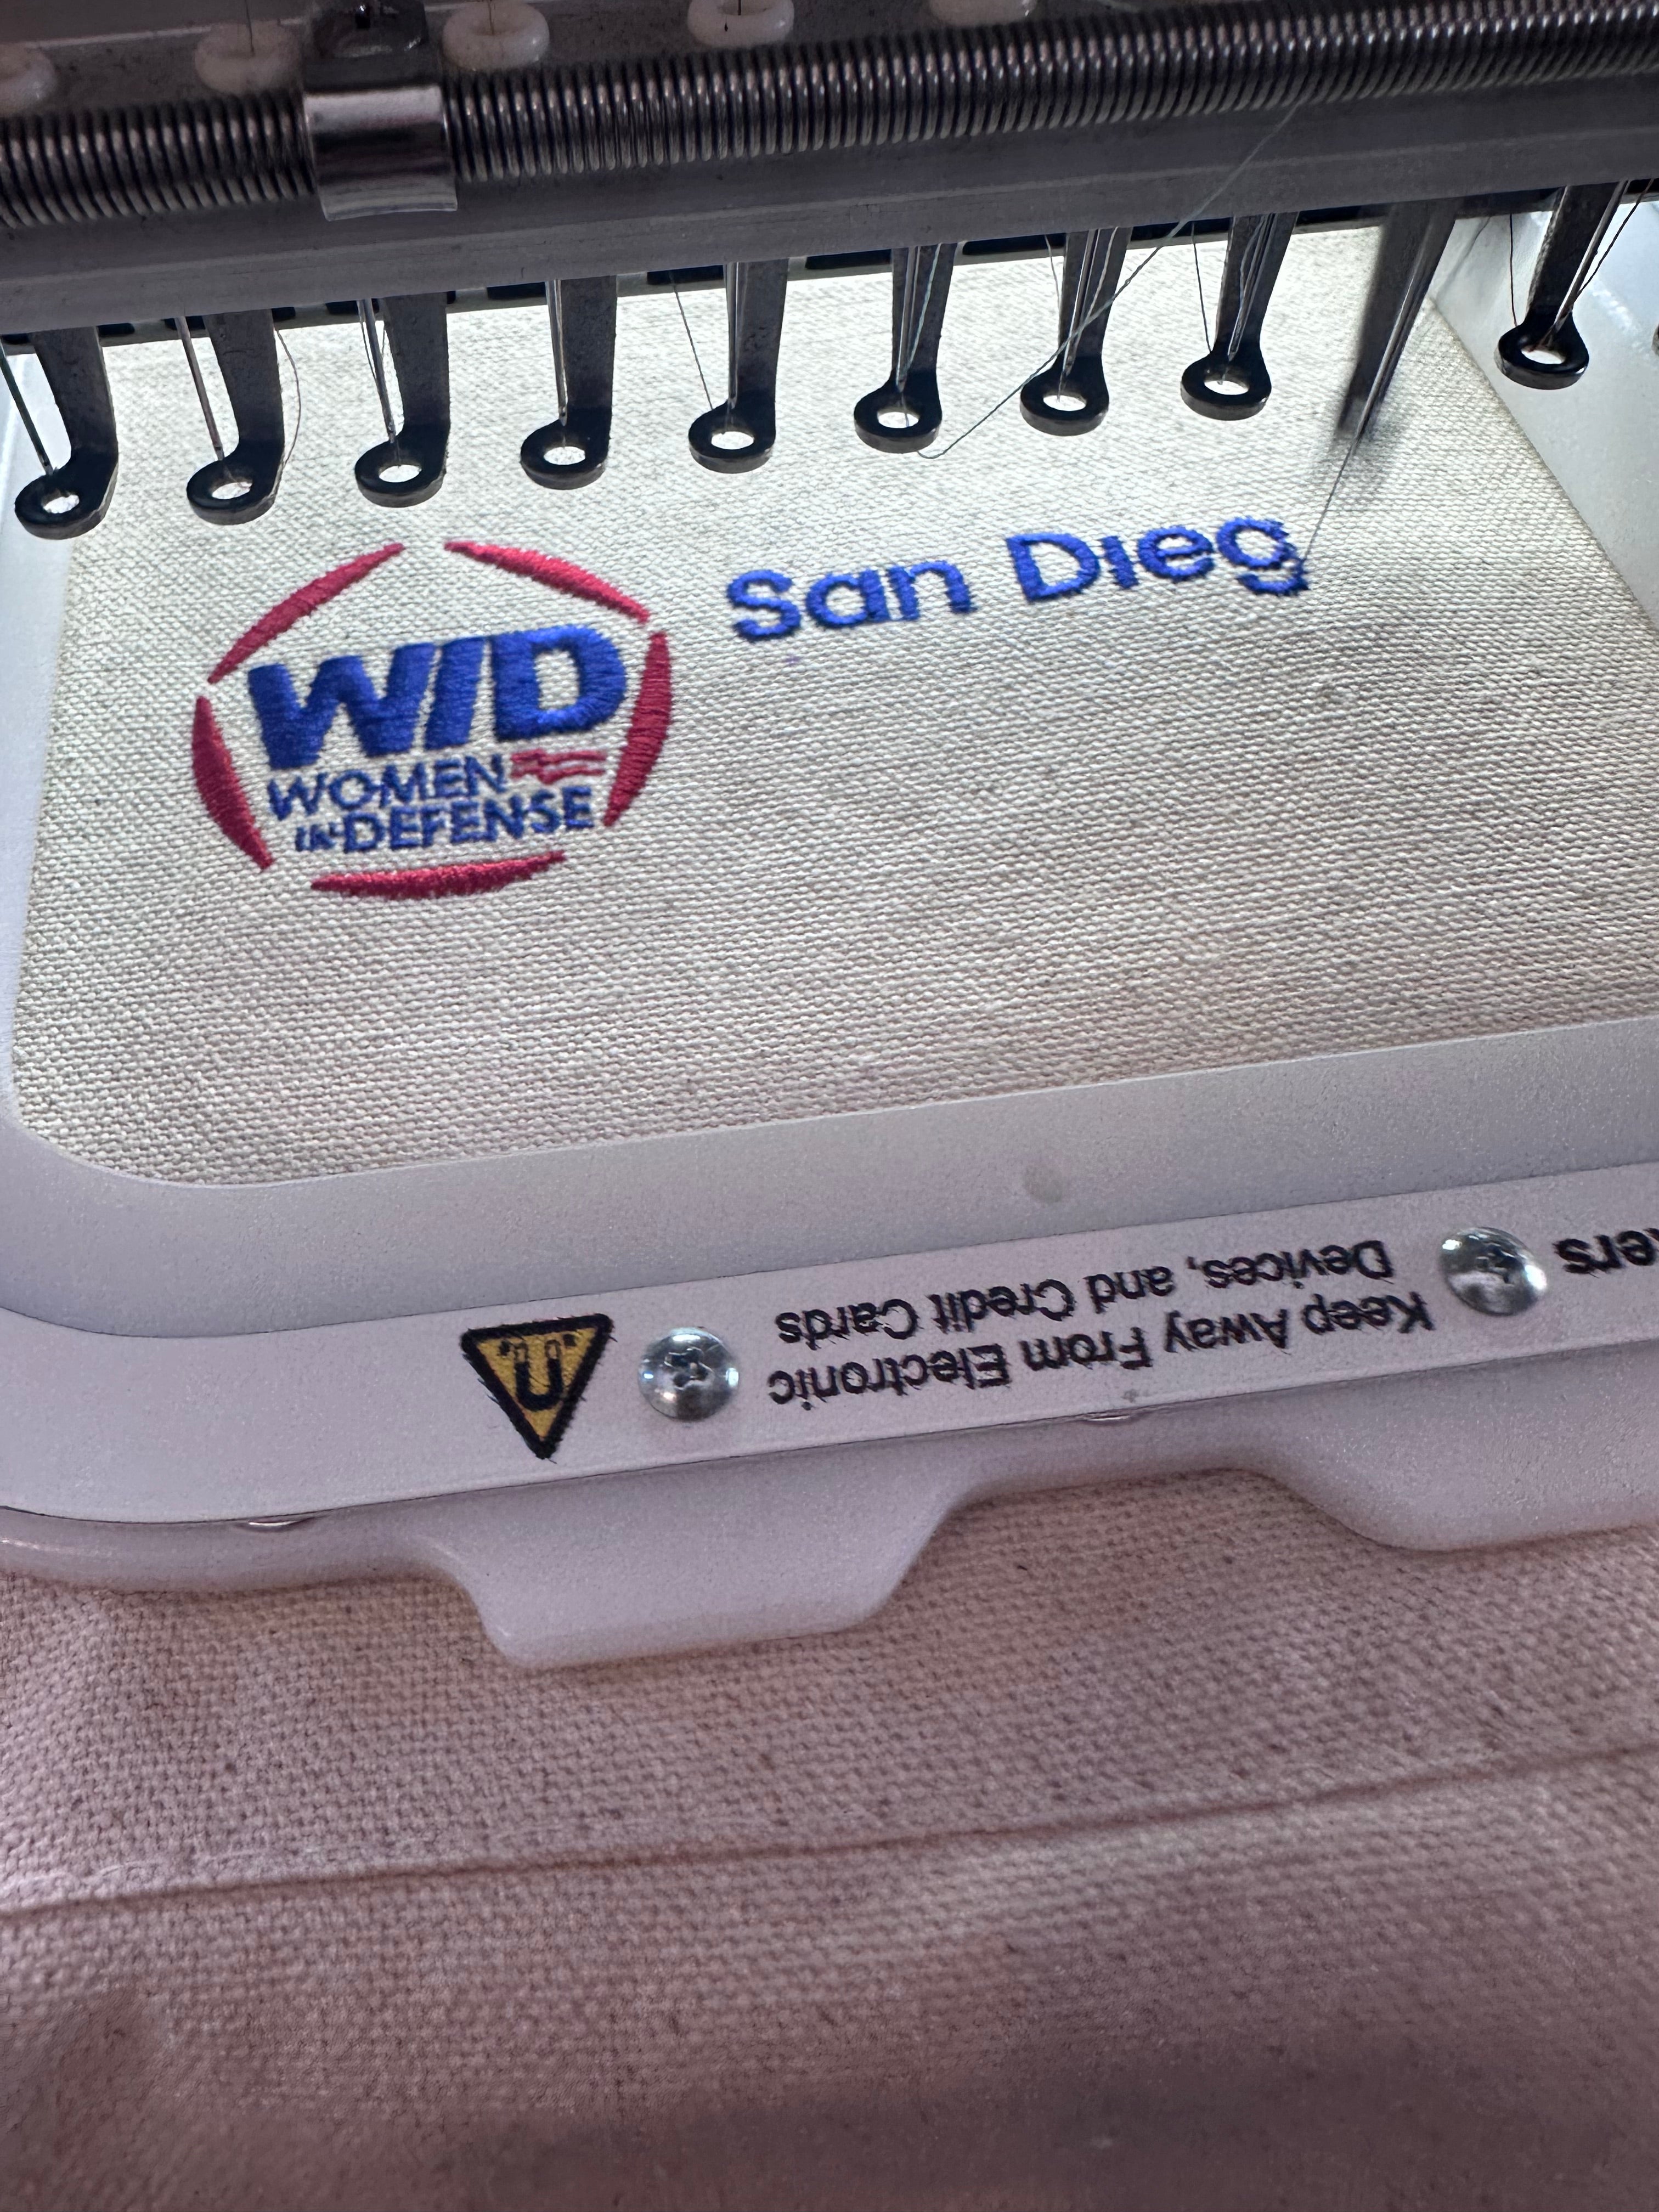 San Dieg
WID
WOMEN
IN DEFENSE
Keep Away From Electronic
Devices, and Credit Cards